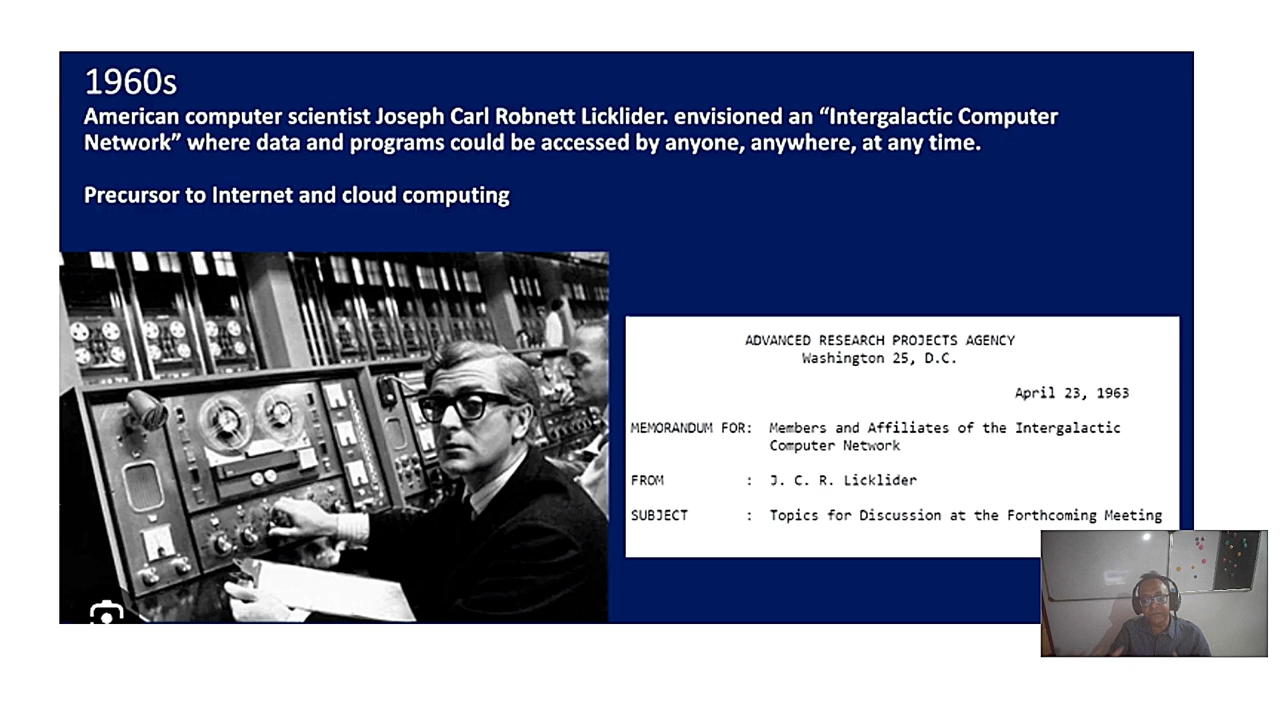 1960s
American computer scientist Joseph Carl Robnett Licklider. envisioned an “Intergalactic Computer
Network” where data and programs could be accessed by anyone, anywhere, at any time.
Precursor to Internet and cloud computing
ADVANCED RESEARCH PROJECTS AGENCY
Washington 25, D.C.
April 23, 1963
MEMORANDUM FOR: Members and Affiliates of the Intergalactic
Computer Network
FROM : J. C. R. Licklider
SUBJECT : Topics for Discussion at the Forthcoming Meeting